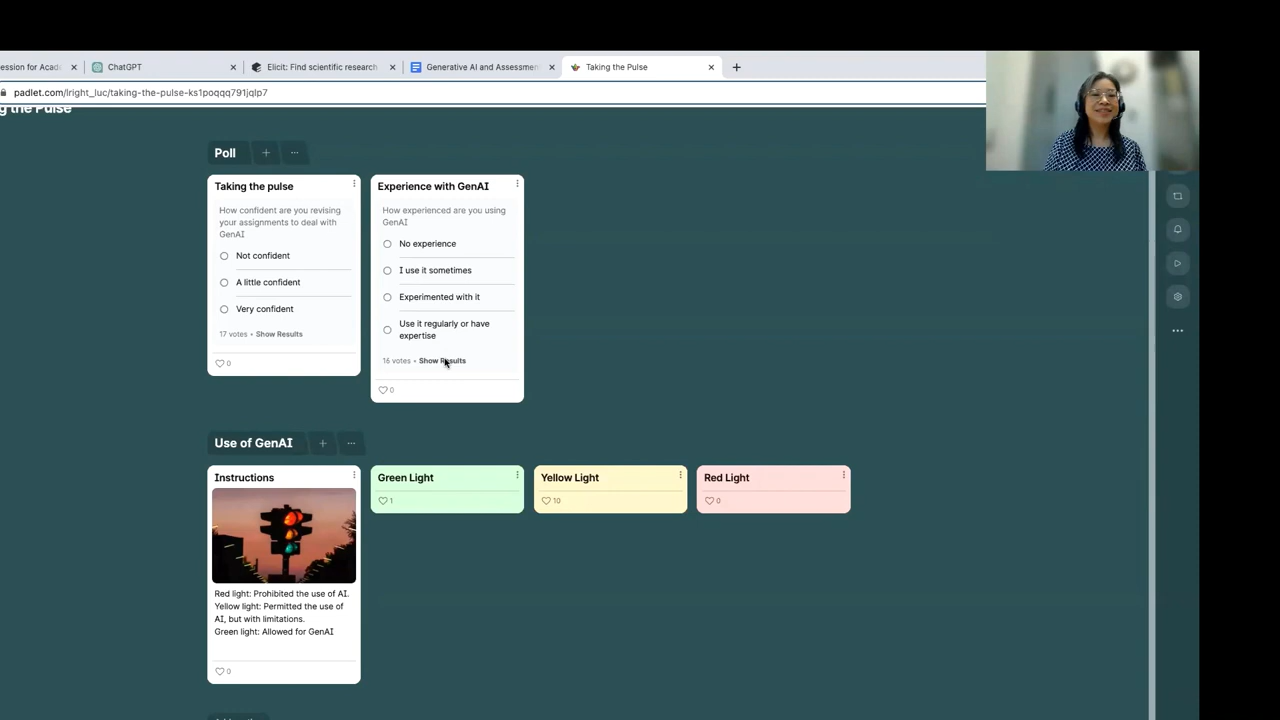 ession for Acad
ChatGPT
Elicit: Find scientific research
Generative AI and Assessmen
Taking the Pulse
padlet.com/lright_luc/taking-the-pulse-ks1poqqq791jqlp7
g the Pulse
Poll
Taking the pulse
How confident are you revising
your assignments to deal with
GenAI
Not confident
A little confident
Very confident
17 votes • Show Results
0
Experience with GenAI
How experienced are you using
GenAI
No experience
I use it sometimes
Experimented with it
Use it regularly or have
expertise
16 votes • Show Results
0
Use of GenAI
Instructions
Red light: Prohibited the use of AI.
Yellow light: Permitted the use of
AI, but with limitations.
Green light: Allowed for GenAI
0
Green Light
1
Yellow Light
10
Red Light
0